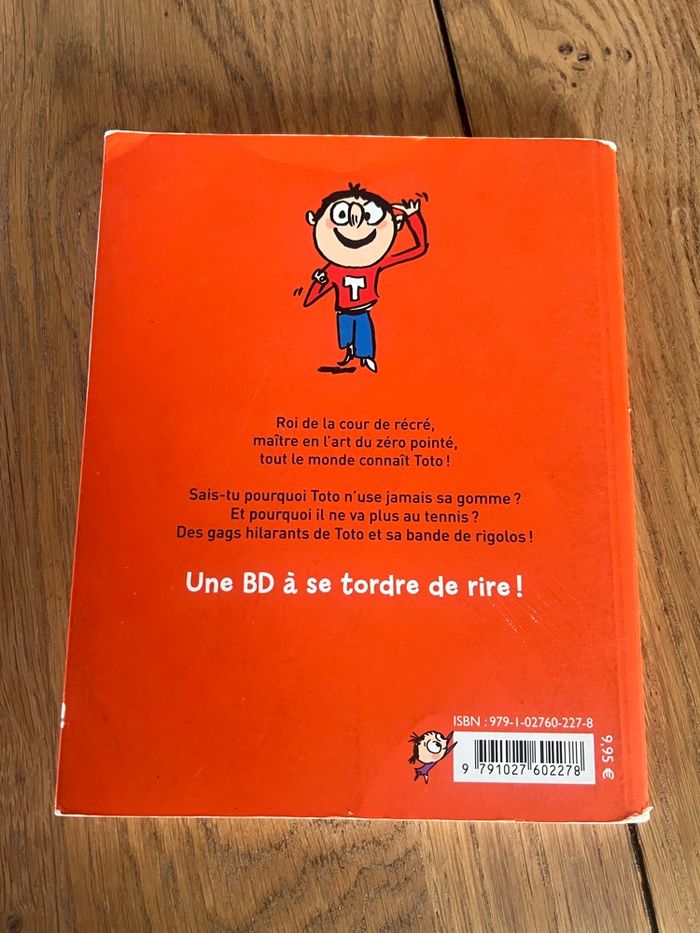 T
Roi de la cour de récré,
maître en l'art du zéro pointé,
tout le monde connaît Toto !
Sais-tu pourquoi Toto n'use jamais sa gomme ?
Et pourquoi il ne va plus au tennis ?
Des gags hilarants de Toto et sa bande de rigolos !
Une BD à se tordre de rire !
ISBN : 979-1-02760-227-8
9 791027 602278
9,95 €